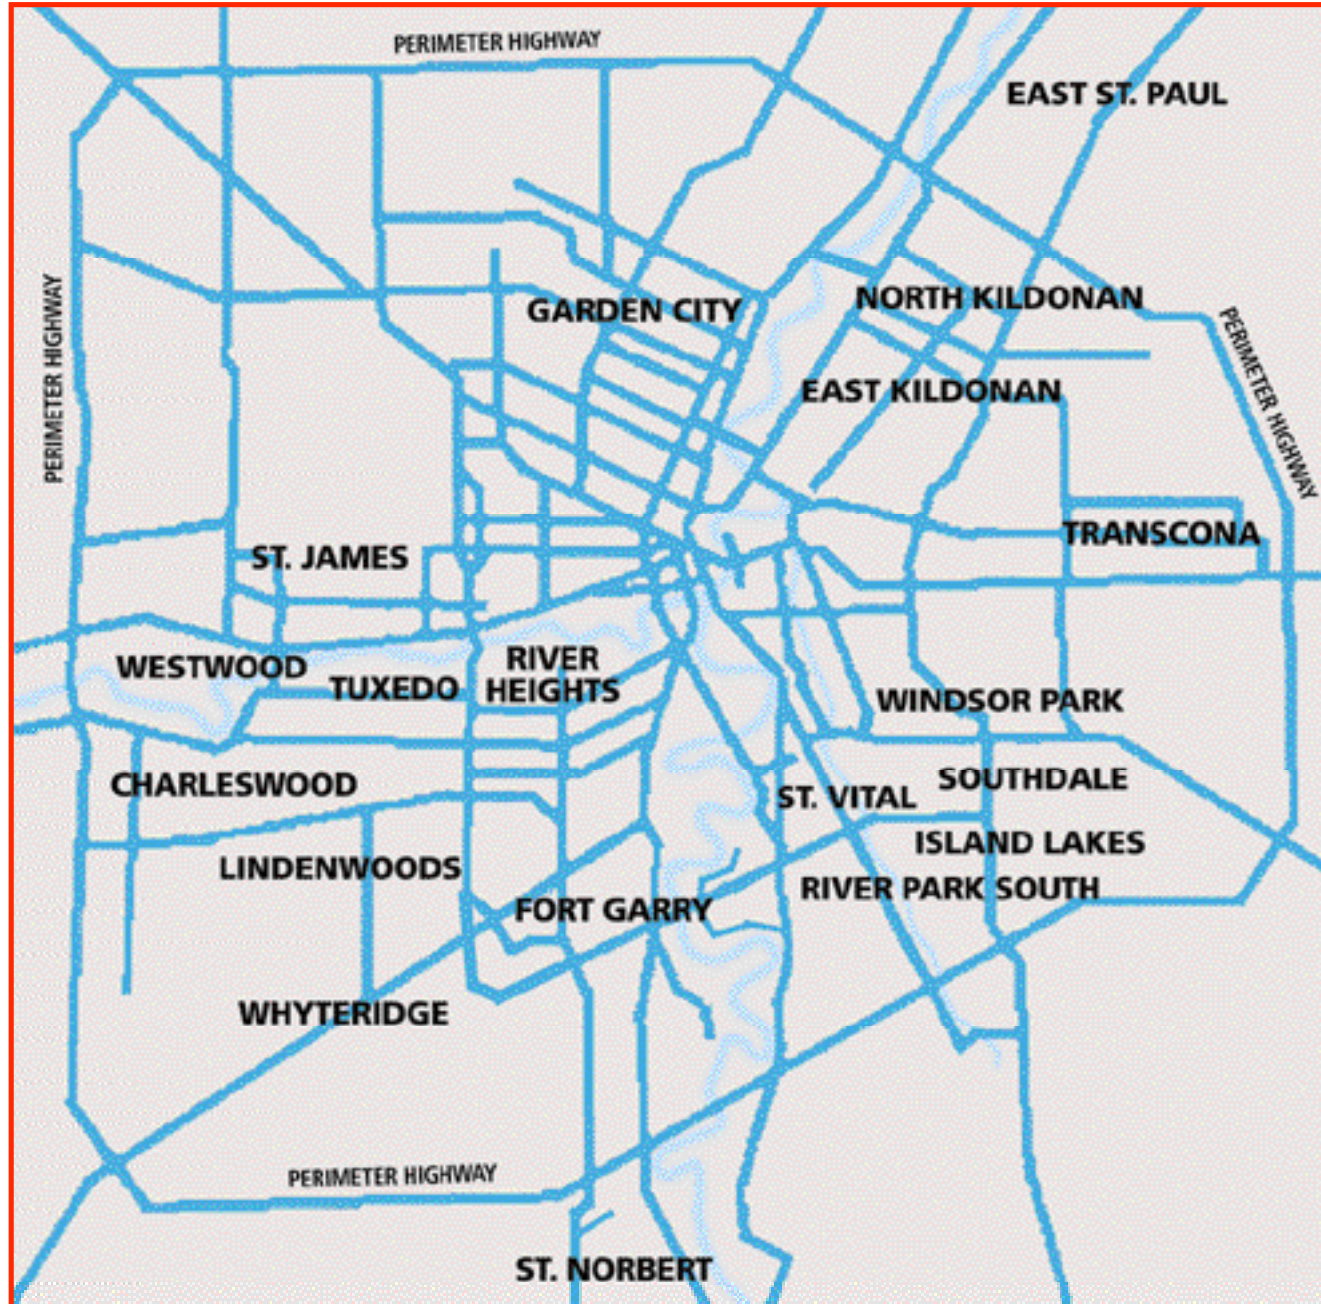 PERIMETER HIGHWAY
EAST ST. PAUL
PERIMETER HIGHWAY
GARDEN CITY
NORTH KILDONAN
PERIMETER HIGHWAY
EAST KILDONAN
TRANSCONA
ST. JAMES
WESTWOOD
TUXEDO
RIVER
HEIGHTS
WINDSOR PARK
CHARLESWOOD
SOUTHDALE
ST. VITAL
ISLAND LAKES
LINDENWOODS
RIVER PARK SOUTH
FORT GARRY
WHYTERIDGE
PERIMETER HIGHWAY
ST. NORBERT